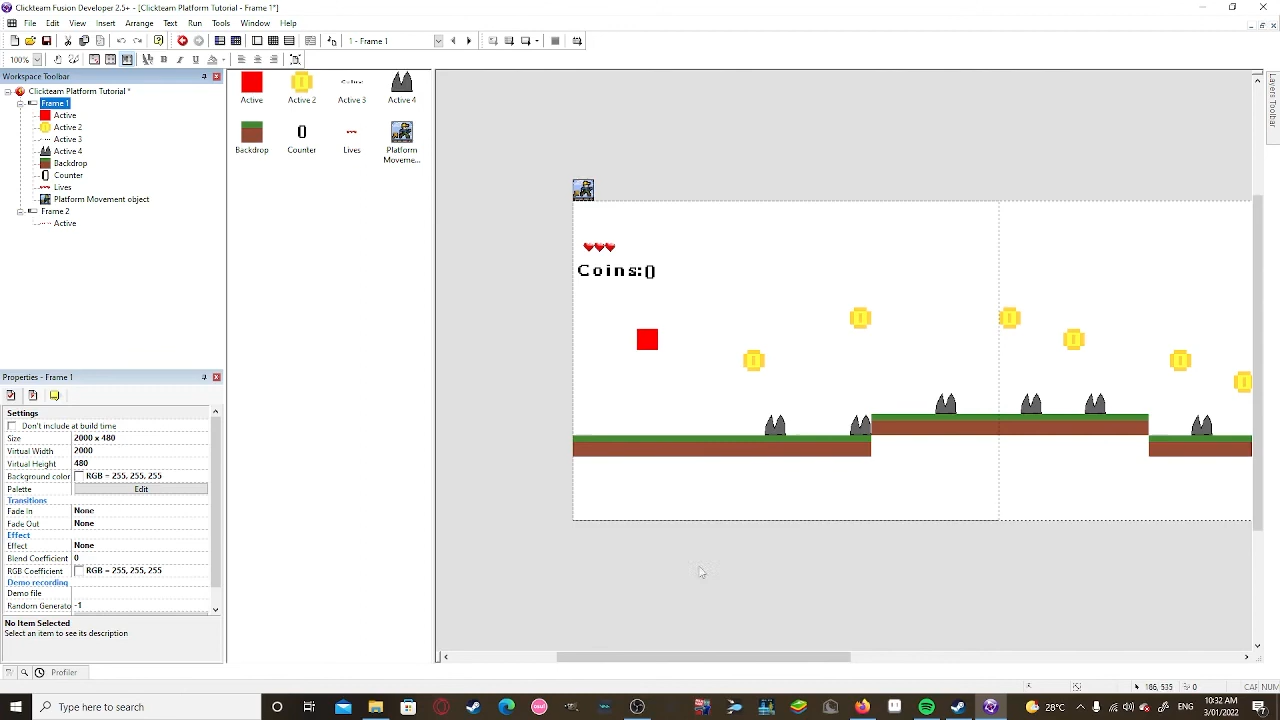 Clickteam Fusion Developer 2.5+ - [Clickteam Platform Tutorial - Frame 1*]
File Edit View Insert Arrange Text Run Tools Window Help
1 - Frame 1
100%
Workspace Toolbar
Clickteam Platform Tutorial *
Frame 1
Active
Active 2
Active 3
Active 4
Backdrop
Counter
Lives
Platform Movement object
Frame 2
Active
Active Active 2 Active 3 Active 4
Backdrop Counter Lives Platform Moveme...
Layers Toolbar
Coins:0
Properties - Frame 1
Settings
Don't include at build time
Size 2000 x 480
Virtual Width 2000
Virtual Height 480
Background color RGB = 255, 255, 255
Palette Edit
Transitions
Fade In None
Fade Out None
Effect
Effect None
Blend Coefficient 0
RGB Coefficient RGB = 255, 255, 255
Demo recording
Demo file
Random Generato -1
No Item Selected
Select an item to see its description
Profiler
186, 535 0 CAP NUM
Type here to search
osu!
28°C
ENG
10:32 AM
3/01/2022